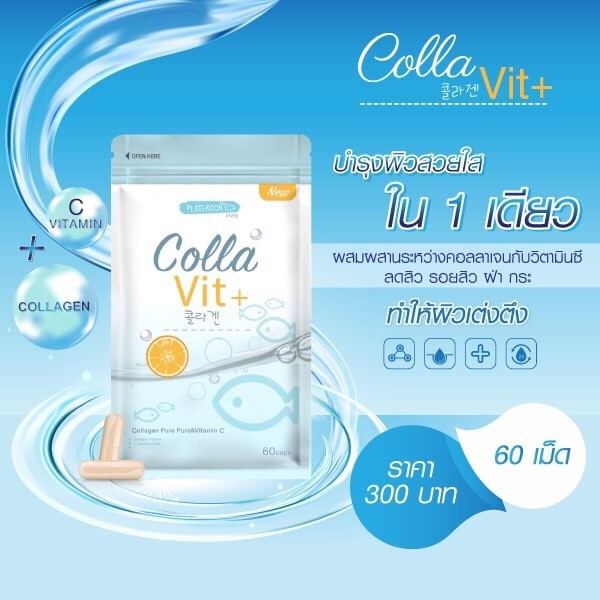 Colla
Vit+
콜라겐
OPEN HERE
New
PLATEROON
Colla
Vit+
콜라겐
Collagen Pure Pure&Vitamin C
60caps
C
VITAMIN
+
COLLAGEN
บำรุงผิวสวยใส
ใน 1 เดียว
ผสมผสานระหว่างคอลลาเจนกับวิตามินซี
ลดสิว รอยสิว ฝ้า กระ
ทำให้ผิวเต่งตึง
ราคา
300 บาท
60 เม็ด